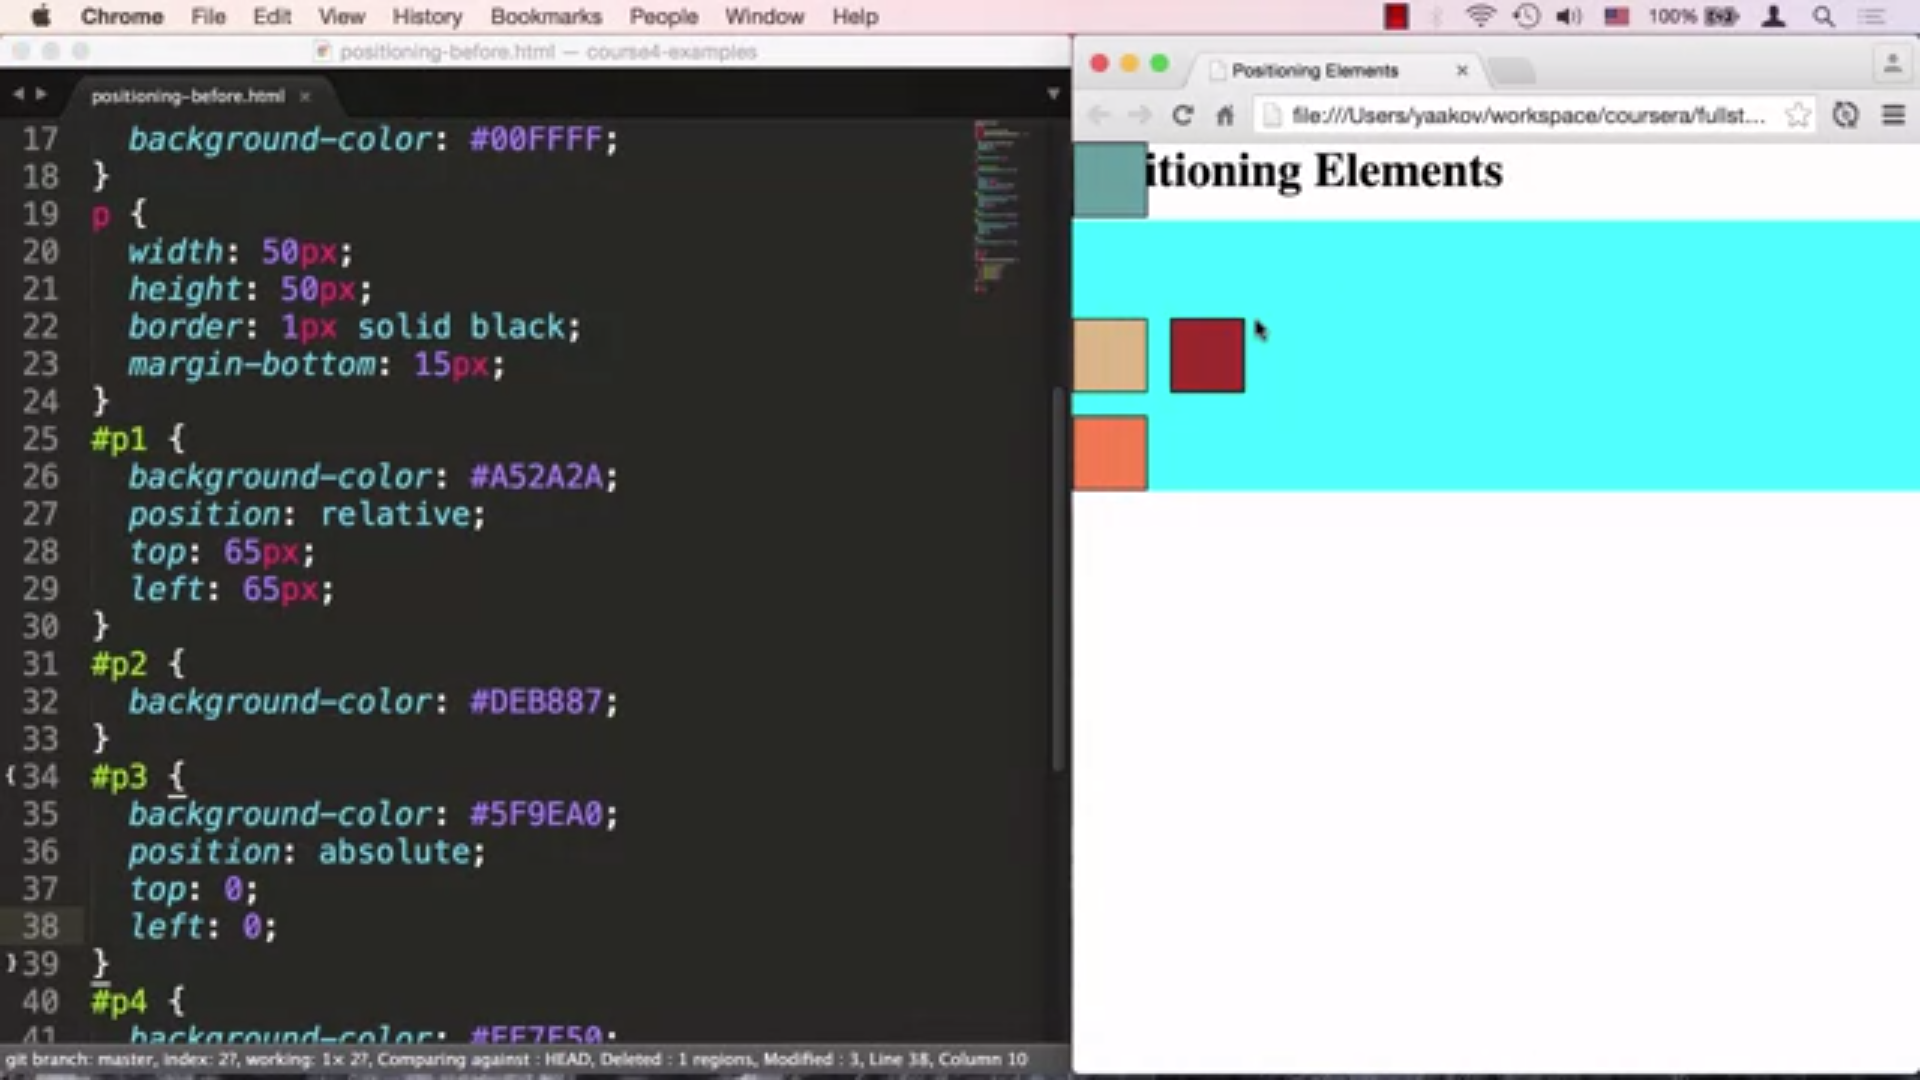 Chrome File Edit View History Bookmarks People Window Help 100%
positioning-before.html — course4-examples
positioning-before.html
17 background-color: #00FFFF;
18 }
19 p {
20 width: 50px;
21 height: 50px;
22 border: 1px solid black;
23 margin-bottom: 15px;
24 }
25 #p1 {
26 background-color: #A52A2A;
27 position: relative;
28 top: 65px;
29 left: 65px;
30 }
31 #p2 {
32 background-color: #DEB887;
33 }
34 #p3 {
35 background-color: #5F9EA0;
36 position: absolute;
37 top: 0;
38 left: 0;
39 }
40 #p4 {
41 background-color: #FF7F50;
git branch: master, index: 2?, working: 1× 2?, Comparing against : HEAD, Deleted : 1 regions, Modified : 3, Line 38, Column 10
Positioning Elements
file:///Users/yaakov/workspace/coursera/fullst...
itioning Elements